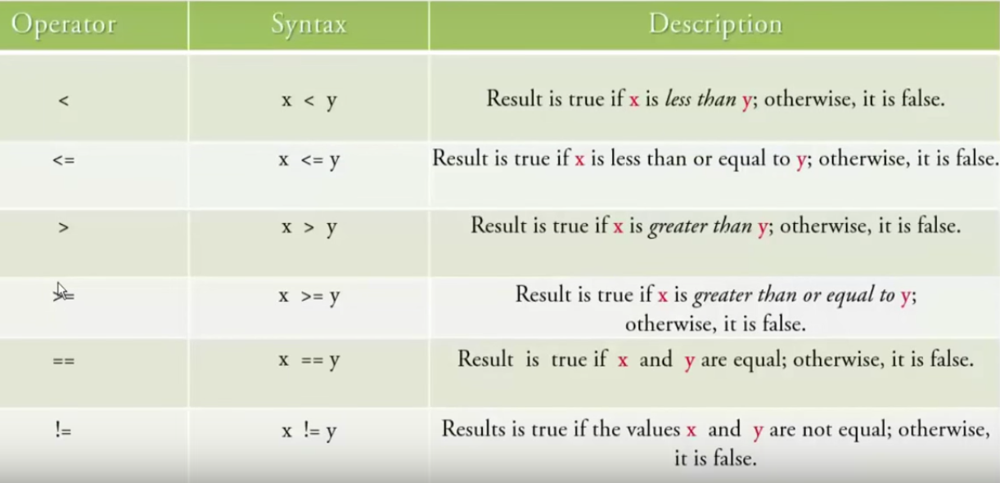 Operator Syntax Description
< x < y Result is true if x is less than y; otherwise, it is false.
<= x <= y Result is true if x is less than or equal to y; otherwise, it is false.
> x > y Result is true if x is greater than y; otherwise, it is false.
>= x >= y Result is true if x is greater than or equal to y;
otherwise, it is false.
== x == y Result is true if x and y are equal; otherwise, it is false.
!= x != y Results is true if the values x and y are not equal; otherwise,
it is false.